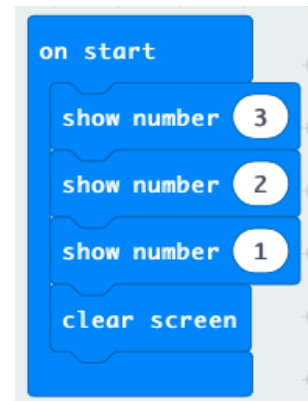 on start
show number 3
show number 2
show number 1
clear screen